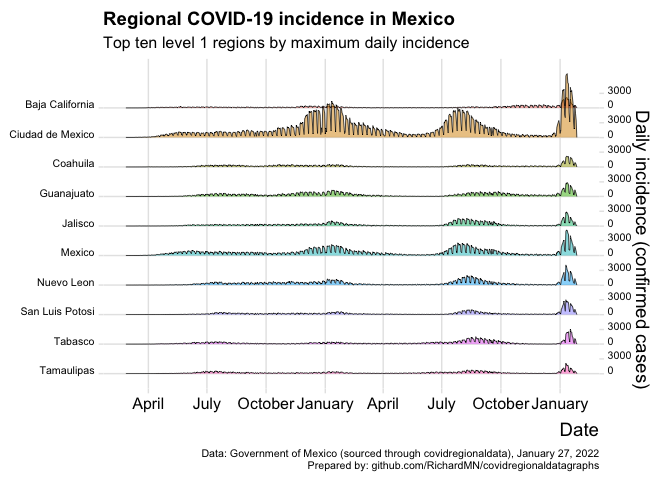 Regional COVID-19 incidence in Mexico
Top ten level 1 regions by maximum daily incidence
Baja California
Ciudad de Mexico
Coahuila
Guanajuato
Jalisco
Mexico
Nuevo Leon
San Luis Potosi
Tabasco
Tamaulipas
3000
0
3000
0
3000
0
3000
0
3000
0
3000
0
3000
0
3000
0
3000
0
3000
0
Daily incidence (confirmed cases)
April July October January April July October January
Date
Data: Government of Mexico (sourced through covidregionaldata), January 27, 2022
Prepared by: github.com/RichardMN/covidregionaldatagraphs